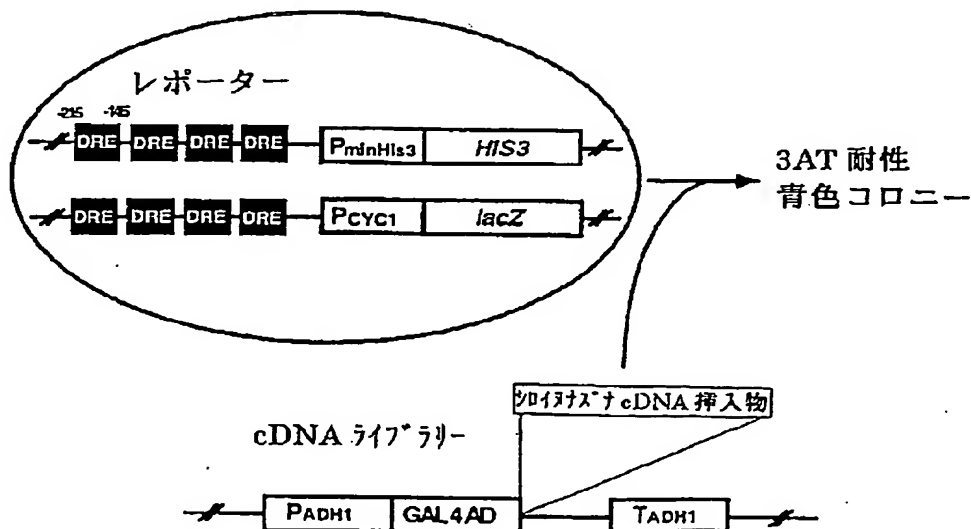 レポーター
-215 -145
DRE DRE DRE DRE PminHis3 HIS3
DRE DRE DRE DRE PCYC1 lacZ
3AT 耐性
青色コロニー
シロイヌナズナ cDNA 挿入物
cDNA ライブラリー
PADH1 GAL4AD TADH1